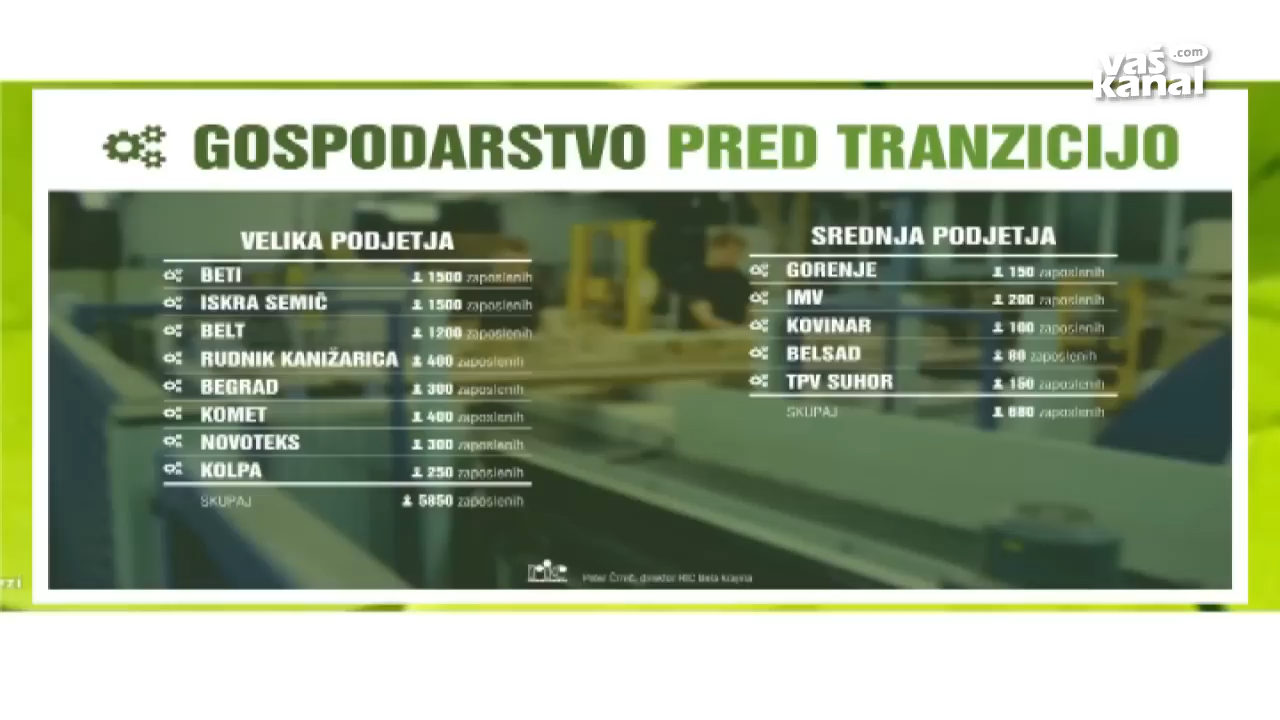 vaš .com
kanal
GOSPODARSTVO PRED TRANZICIJO
VELIKA PODJETJA
BETI 1500 zaposlenih
ISKRA SEMIČ 1500 zaposlenih
BELT 1200 zaposlenih
RUDNIK KANIŽARICA 400 zaposlenih
BEGRAD 300 zaposlenih
KOMET 400 zaposlenih
NOVOTEKS 300 zaposlenih
KOLPA 250 zaposlenih
SKUPAJ 5850 zaposlenih
SREDNJA PODJETJA
GORENJE 150 zaposlenih
IMV 200 zaposlenih
KOVINAR 100 zaposlenih
BELSAD 80 zaposlenih
TPV SUHOR 150 zaposlenih
SKUPAJ 680 zaposlenih
ric
Peter Črnič, direktor RIC Bela krajina